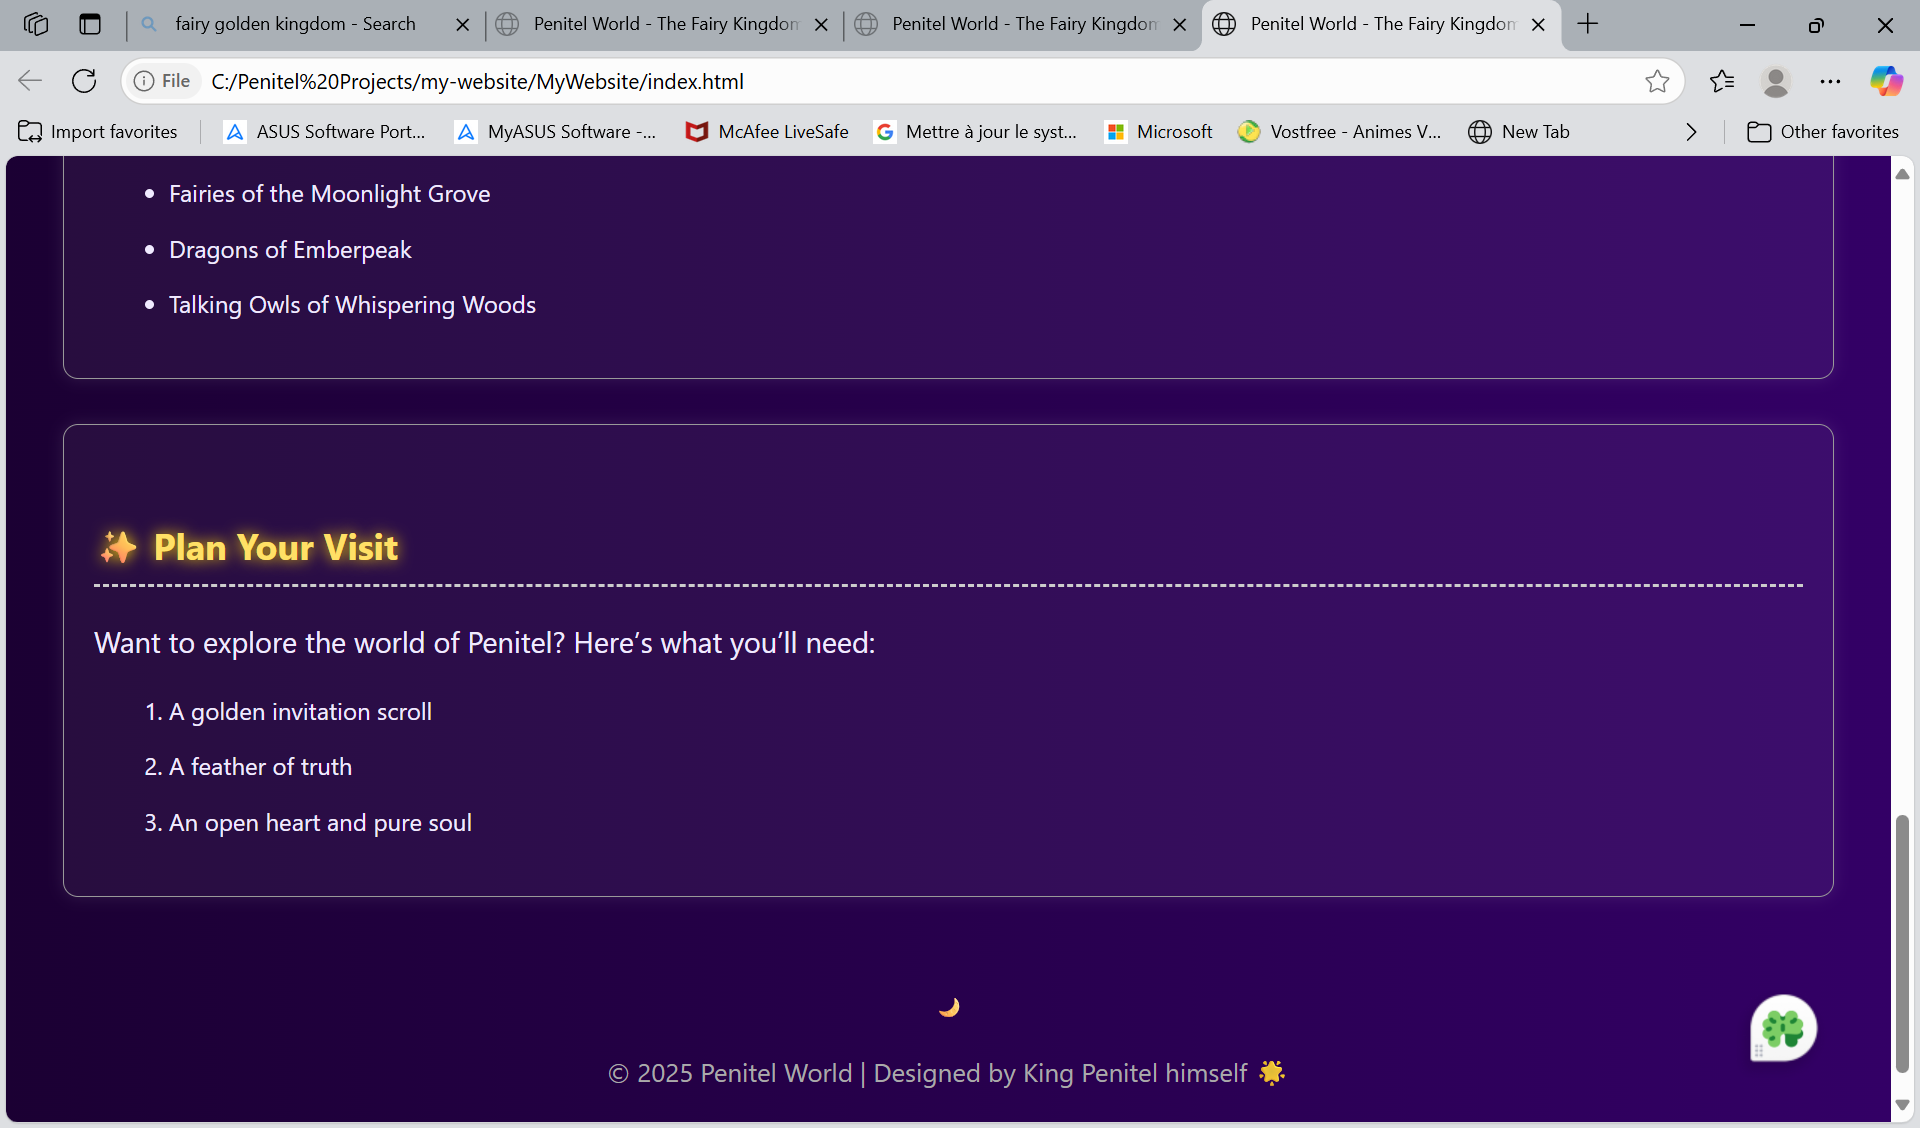 fairy golden kingdom - Search
Penitel World - The Fairy Kingdom
Penitel World - The Fairy Kingdom
Penitel World - The Fairy Kingdom
File
C:/Penitel%20Projects/my-website/MyWebsite/index.html
Import favorites
ASUS Software Port...
MyASUS Software -...
McAfee LiveSafe
Mettre à jour le syst...
Microsoft
Vostfree - Animes V...
New Tab
Other favorites
• Fairies of the Moonlight Grove
• Dragons of Emberpeak
• Talking Owls of Whispering Woods
✨ Plan Your Visit
Want to explore the world of Penitel? Here’s what you’ll need:
1. A golden invitation scroll
2. A feather of truth
3. An open heart and pure soul
🌙
© 2025 Penitel World | Designed by King Penitel himself 🌟